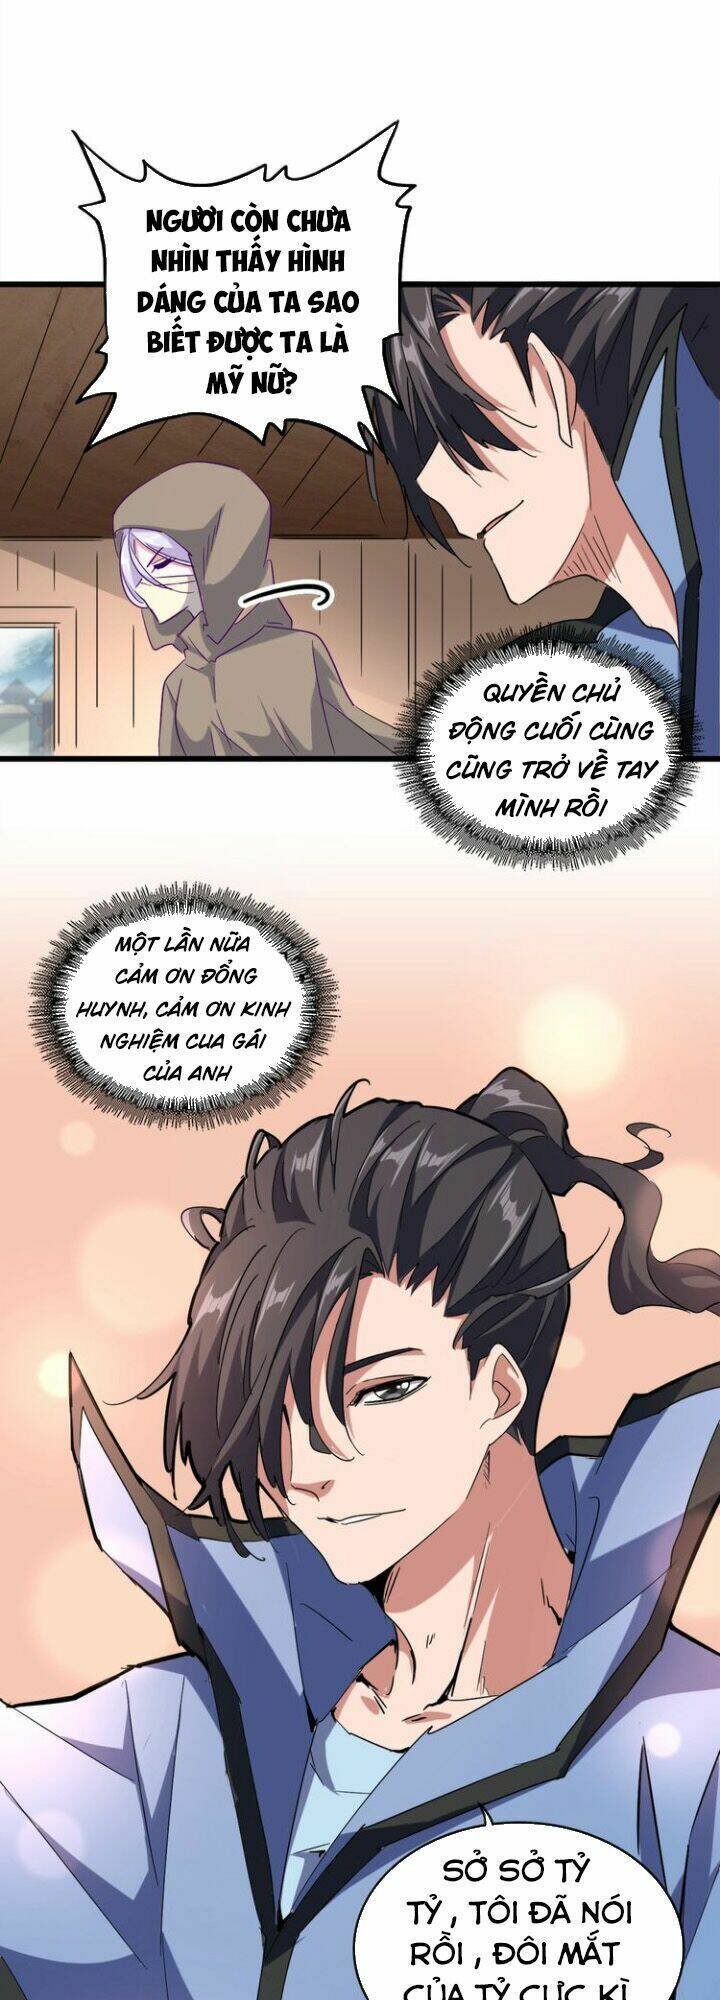 NGƯƠI CÒN CHƯA
NHÌN THẤY HÌNH
DÁNG CỦA TA SAO
BIẾT ĐƯỢC TA LÀ
MỸ NỮ?
QUYỀN CHỦ
ĐỘNG CUỐI CÙNG
CŨNG TRỞ VỀ TAY
MÌNH RỒI
MỘT LẦN NỮA
CẢM ƠN ĐỔNG
HUYNH, CẢM ƠN KINH
NGHIỆM CUA GÁI
CỦA ANH
SỞ SỞ TỶ
TỶ , TÔI ĐÃ NÓI
RỒI , ĐÔI MẮT
CỦA TỶ CỰC KÌ